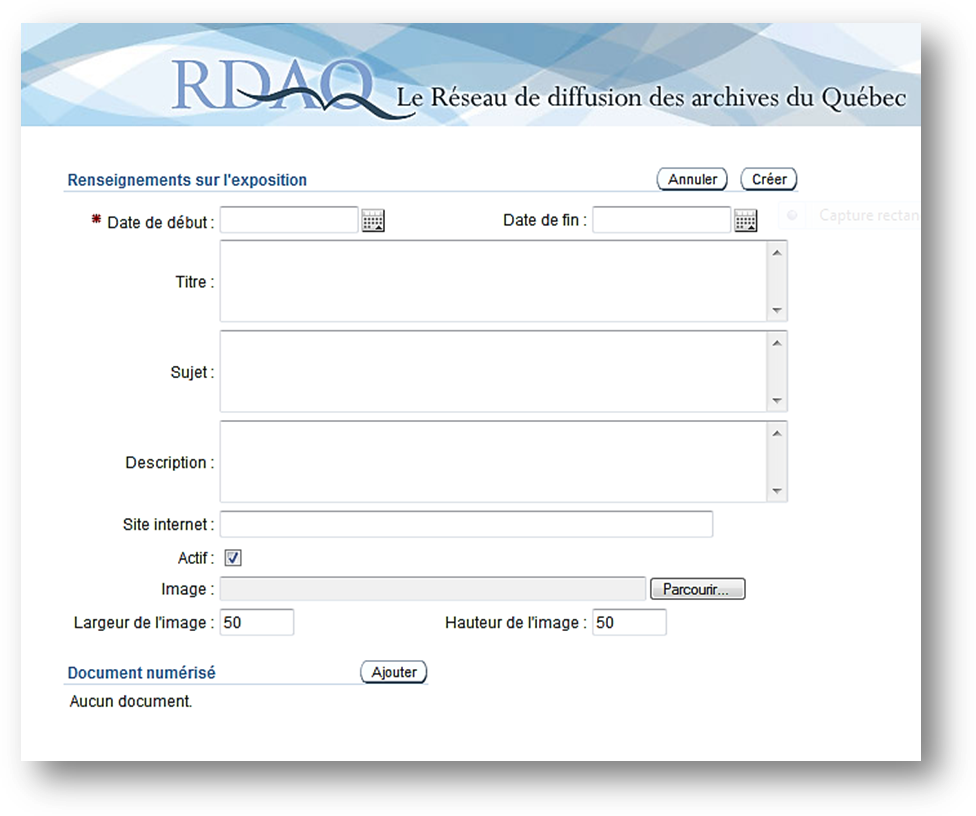 RDAQ Le Réseau de diffusion des archives du Québec
Renseignements sur l'exposition Annuler Créer
* Date de début : Date de fin :
Capture rectan
Titre :
Sujet :
Description :
Site internet :
Actif :
Image : Parcourir...
Largeur de l'image : 50 Hauteur de l'image : 50
Document numérisé Ajouter
Aucun document.